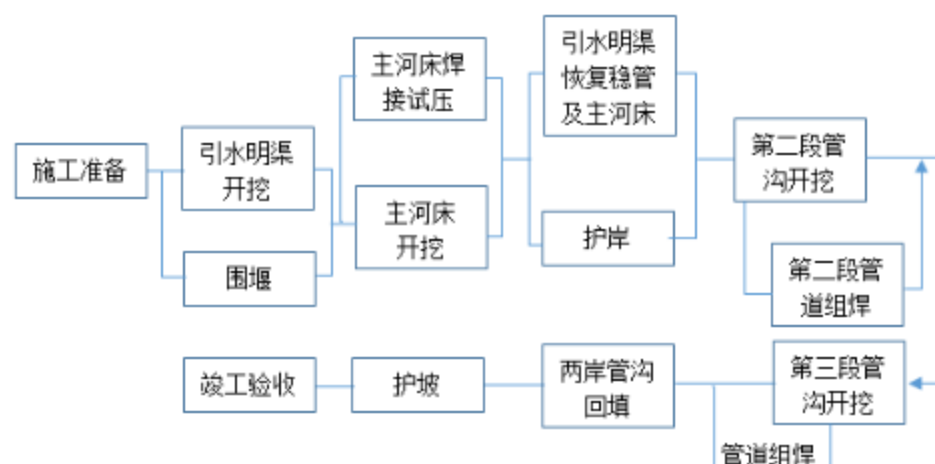 施工准备
引水明渠
开挖
围堰
主河床焊
接试压
主河床
开挖
引水明渠
恢复稳管
及主河床
护岸
第二段管
沟开挖
第二段管
道组焊
第三段管
沟开挖
管道组焊
两岸管沟
回填
护坡
竣工验收